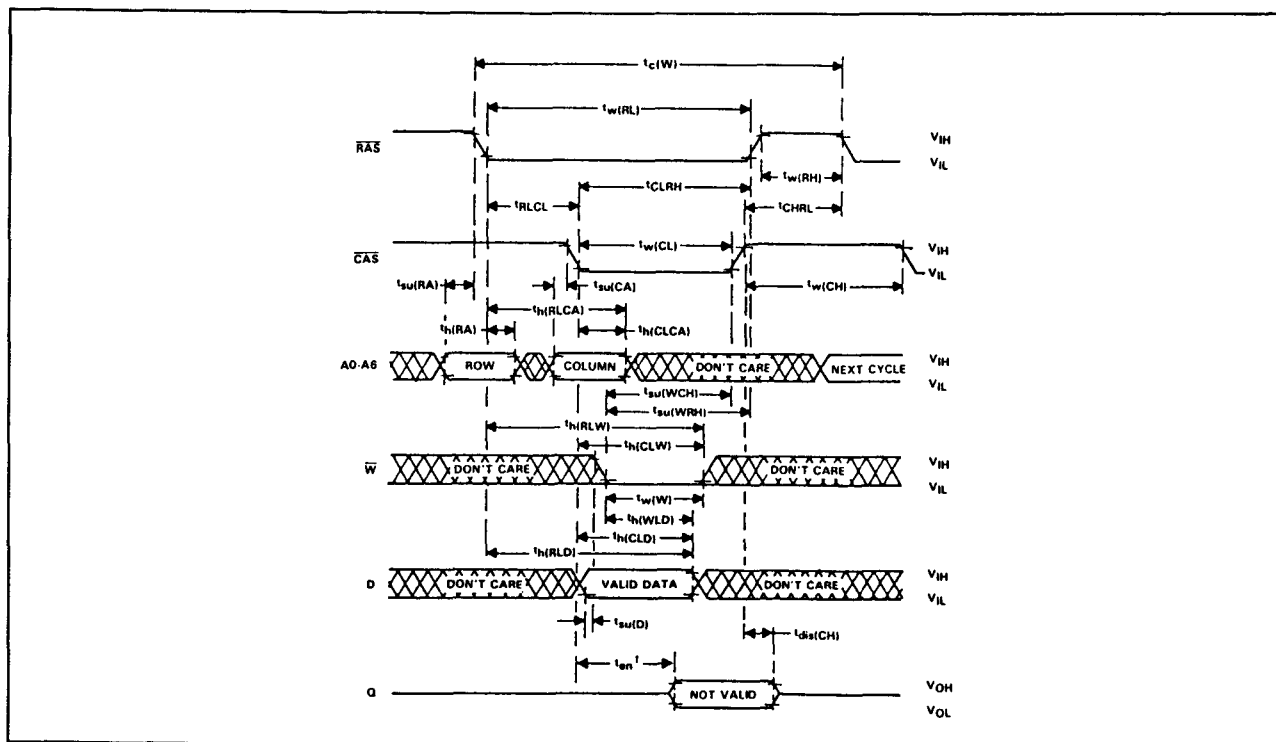 tc(W)
tw(RL)
RAS
VIH
VIL
tw(RH)
tCLRH
tRLCL
tCHRL
CAS
tw(CL)
VIH
VIL
tsu(RA)
tsu(CA)
tw(CH)
th(RLCA)
th(RA)
th(CLCA)
A0-A6
ROW
COLUMN
DON'T CARE
NEXT CYCLE
VIH
VIL
tsu(WCH)
tsu(WRH)
th(RLW)
th(CLW)
W
DON'T CARE
DON'T CARE
VIH
VIL
tw(W)
th(WLD)
th(CLD)
th(RLD)
D
DON'T CARE
VALID DATA
DON'T CARE
VIH
VIL
tsu(D)
tdis(CH)
ten†
Q
NOT VALID
VOH
VOL